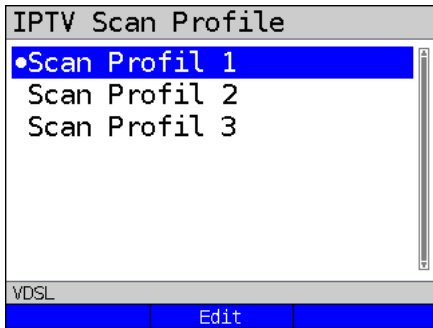 IPTV Scan Profile
•Scan Profil 1
Scan Profil 2
Scan Profil 3
VDSL
Edit